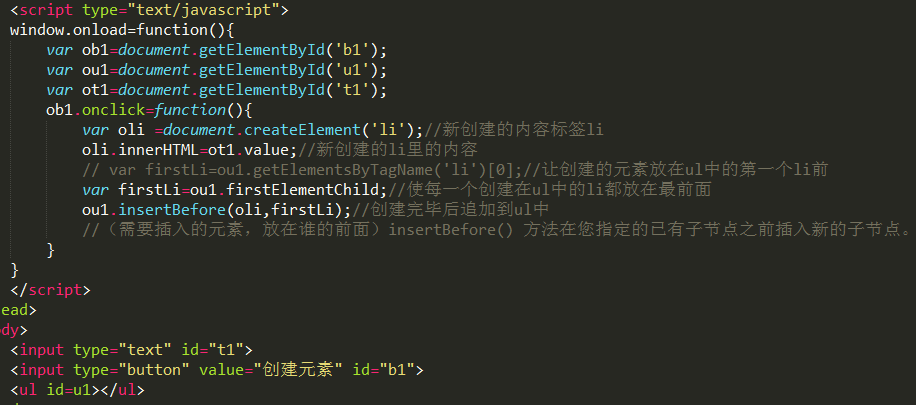 <script type="text/javascript">
window.onload=function(){
var ob1=document.getElementById('b1');
var ou1=document.getElementById('u1');
var ot1=document.getElementById('t1');
ob1.onclick=function(){
var oli =document.createElement('li');//新创建的内容标签li
oli.innerHTML=ot1.value;//新创建的li里的内容
// var firstLi=ou1.getElementsByTagName('li')[0];//让创建的元素放在ul中的第一个li前
var firstLi=ou1.firstElementChild;//使每一个创建在ul中的li都放在最前面
ou1.insertBefore(oli,firstLi);//创建完毕后追加到ul中
//（需要插入的元素，放在谁的前面）insertBefore() 方法在您指定的已有子节点之前插入新的子节点。
}
}
</script>
ead>
ody>
<input type="text" id="t1">
<input type="button" value="创建元素" id="b1">
<ul id=u1></ul>